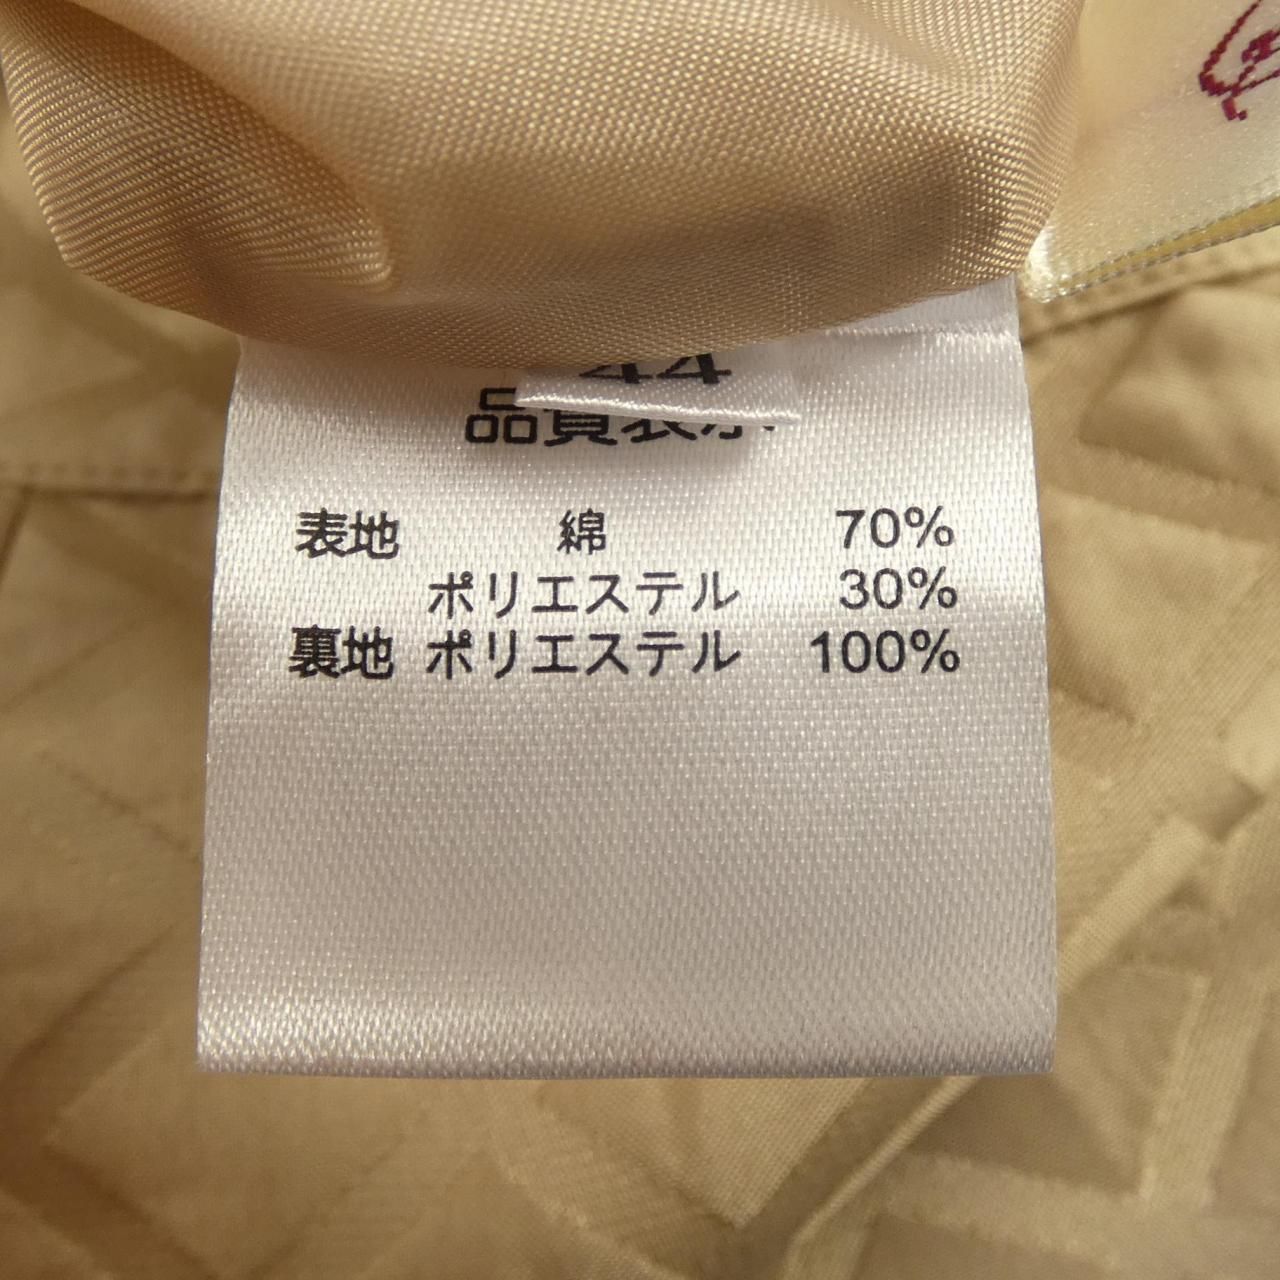 44
品質表示
表地 綿 70%
ポリエステル 30%
裏地 ポリエステル 100%